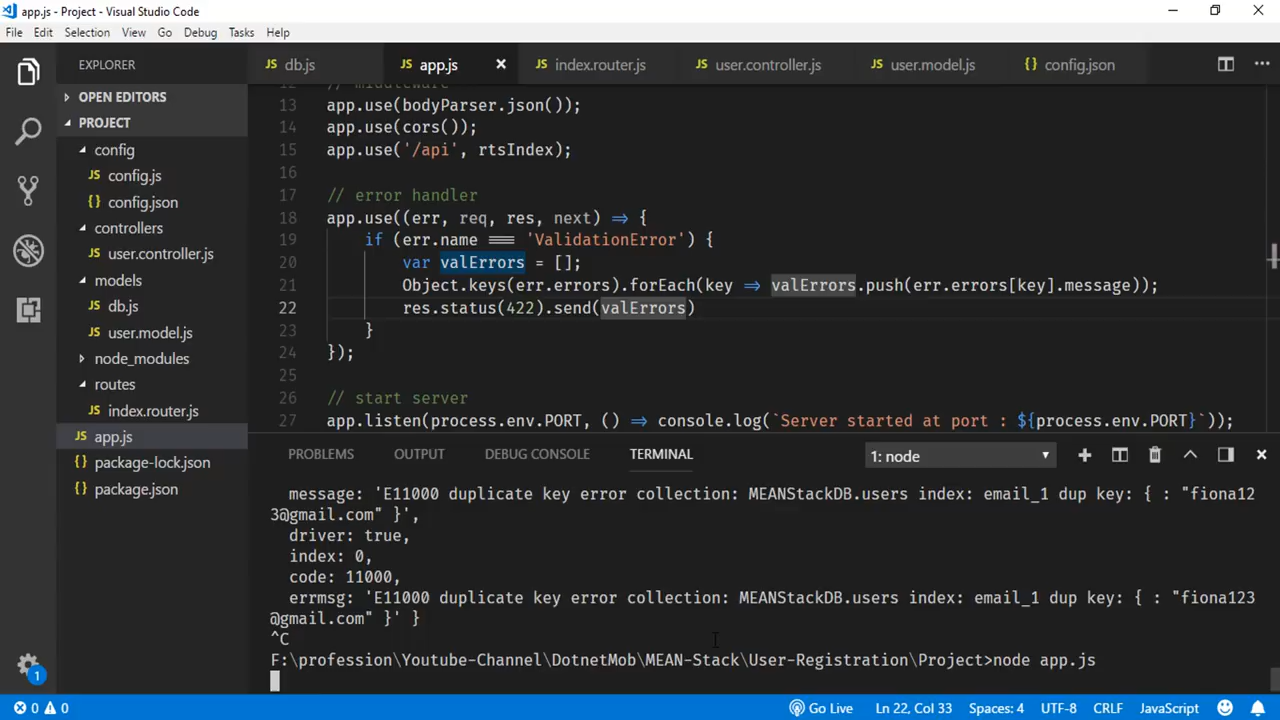 app.js - Project - Visual Studio Code
File Edit Selection View Go Debug Tasks Help
EXPLORER
OPEN EDITORS
PROJECT
config
config.js
config.json
controllers
user.controller.js
models
db.js
user.model.js
node_modules
routes
index.router.js
app.js
package-lock.json
package.json
db.js app.js index.router.js user.controller.js user.model.js config.json
12 // middleware
13 app.use(bodyParser.json());
14 app.use(cors());
15 app.use('/api', rtsIndex);
16
17 // error handler
18 app.use((err, req, res, next) => {
19 if (err.name === 'ValidationError') {
20 var valErrors = [];
21 Object.keys(err.errors).forEach(key => valErrors.push(err.errors[key].message));
22 res.status(422).send(valErrors)
23 }
24 });
25
26 // start server
27 app.listen(process.env.PORT, () => console.log(`Server started at port : ${process.env.PORT}`));
PROBLEMS OUTPUT DEBUG CONSOLE TERMINAL 1: node
message: 'E11000 duplicate key error collection: MEANStackDB.users index: email_1 dup key: { : "fiona12
3@gmail.com" }',
driver: true,
index: 0,
code: 11000,
errmsg: 'E11000 duplicate key error collection: MEANStackDB.users index: email_1 dup key: { : "fiona123
@gmail.com" }' }
^C
F:\profession\Youtube-Channel\DotnetMob\MEAN-Stack\User-Registration\Project>node app.js
1
0 0 Go Live Ln 22, Col 33 Spaces: 4 UTF-8 CRLF JavaScript